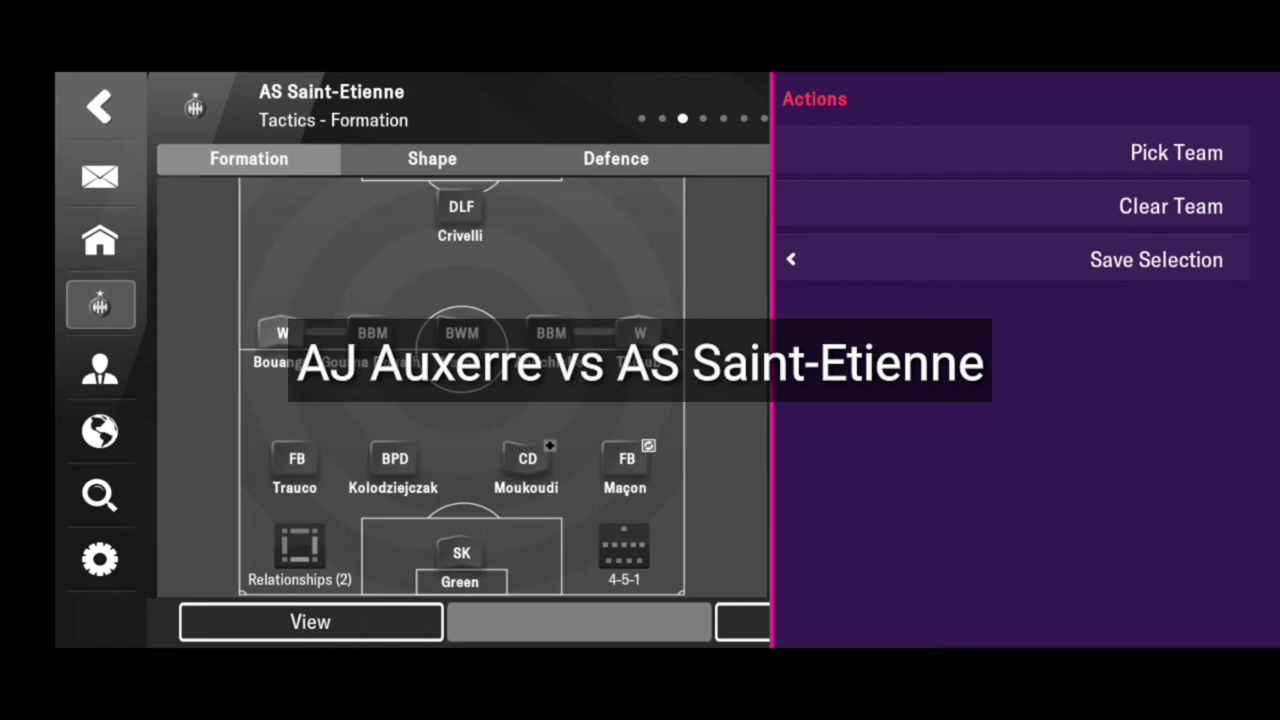 AS Saint-Etienne
Tactics - Formation
Formation Shape Defence
DLF
Crivelli
W BBM BWM BBM W
AJ Auxerre vs AS Saint-Etienne
FB BPD CD FB
Trauco Kolodziejczak Moukoudi Maçon
SK
Relationships (2) Green 4-5-1
View
Actions
Pick Team
Clear Team
Save Selection